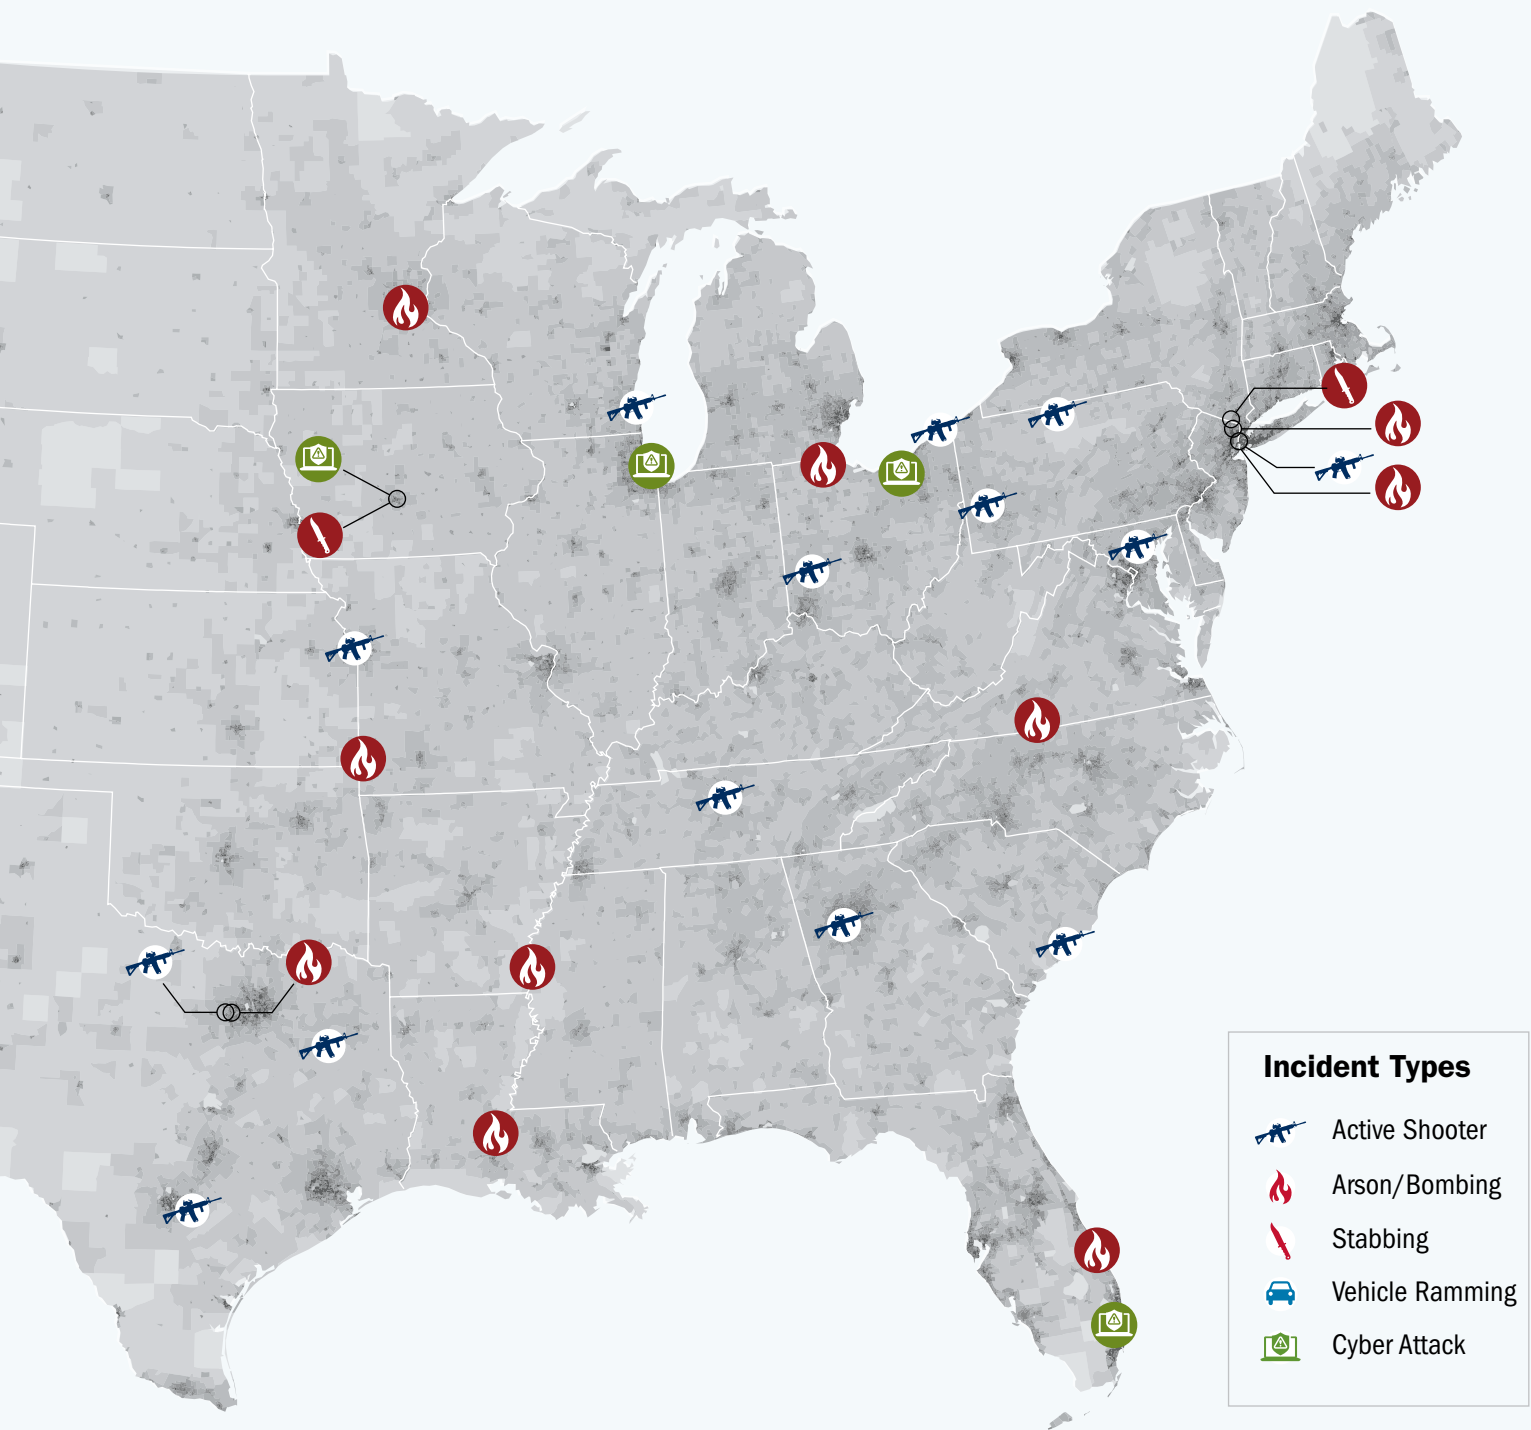 Incident Types
Active Shooter
Arson/Bombing
Stabbing
Vehicle Ramming
Cyber Attack